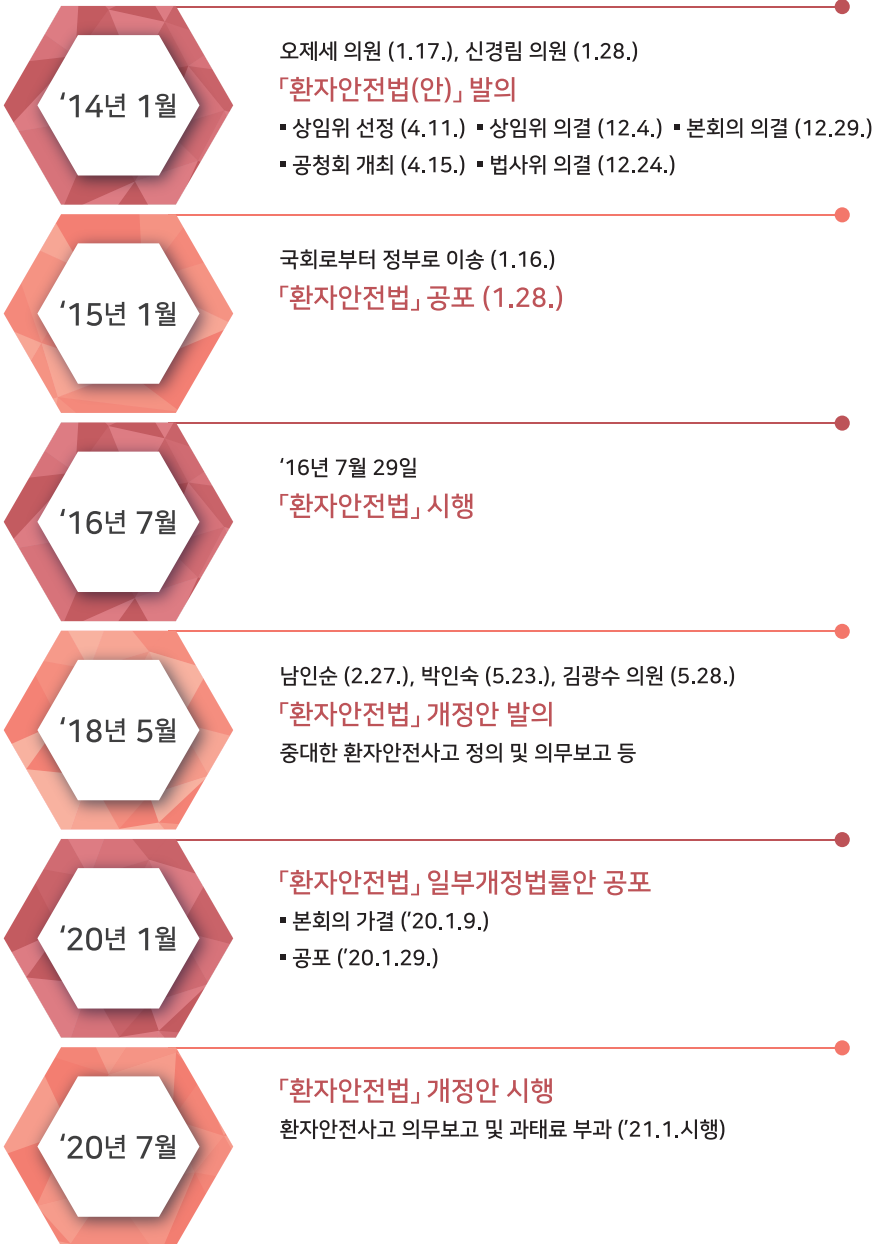 ‘14년 1월
오제세 의원 (1.17.), 신경림 의원 (1.28.)
「환자안전법(안)」 발의
▪ 상임위 선정 (4.11.) ▪ 상임위 의결 (12.4.) ▪ 본회의 의결 (12.29.)
▪ 공청회 개최 (4.15.) ▪ 법사위 의결 (12.24.)
‘15년 1월
국회로부터 정부로 이송 (1.16.)
「환자안전법」 공포 (1.28.)
‘16년 7월
‘16년 7월 29일
「환자안전법」 시행
‘18년 5월
남인순 (2.27.), 박인숙 (5.23.), 김광수 의원 (5.28.)
「환자안전법」 개정안 발의
중대한 환자안전사고 정의 및 의무보고 등
‘20년 1월
「환자안전법」 일부개정법률안 공포
▪ 본회의 가결 (’20.1.9.)
▪ 공포 (’20.1.29.)
‘20년 7월
「환자안전법」 개정안 시행
환자안전사고 의무보고 및 과태료 부과 (’21.1.시행)